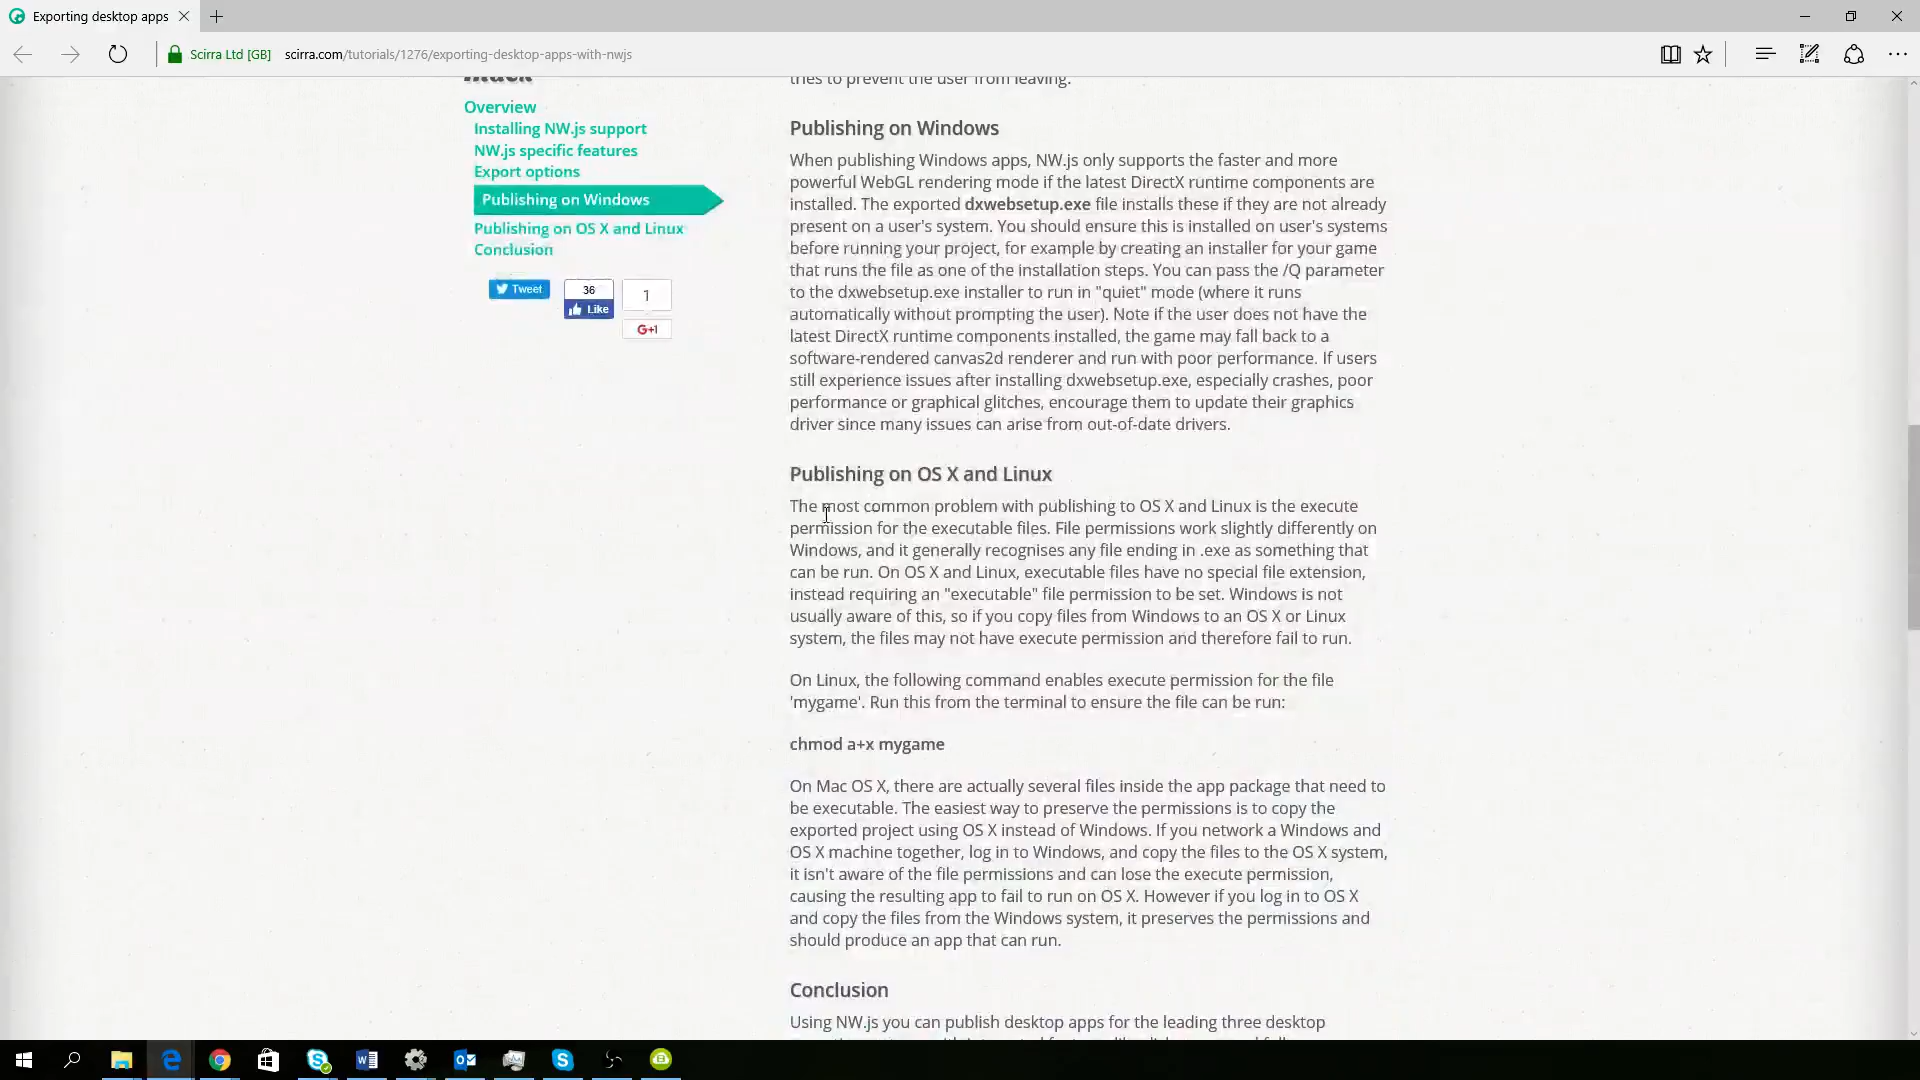 Exporting desktop apps
Scirra Ltd [GB] scirra.com/tutorials/1276/exporting-desktop-apps-with-nwjs
Overview
Installing NW.js support
NW.js specific features
Export options
Publishing on Windows
Publishing on OS X and Linux
Conclusion
Tweet
36
Like
1
G+1
tries to prevent the user from leaving.
Publishing on Windows
When publishing Windows apps, NW.js only supports the faster and more
powerful WebGL rendering mode if the latest DirectX runtime components are
installed. The exported dxwebsetup.exe file installs these if they are not already
present on a user's system. You should ensure this is installed on user's systems
before running your project, for example by creating an installer for your game
that runs the file as one of the installation steps. You can pass the /Q parameter
to the dxwebsetup.exe installer to run in "quiet" mode (where it runs
automatically without prompting the user). Note if the user does not have the
latest DirectX runtime components installed, the game may fall back to a
software-rendered canvas2d renderer and run with poor performance. If users
still experience issues after installing dxwebsetup.exe, especially crashes, poor
performance or graphical glitches, encourage them to update their graphics
driver since many issues can arise from out-of-date drivers.
Publishing on OS X and Linux
The most common problem with publishing to OS X and Linux is the execute
permission for the executable files. File permissions work slightly differently on
Windows, and it generally recognises any file ending in .exe as something that
can be run. On OS X and Linux, executable files have no special file extension,
instead requiring an "executable" file permission to be set. Windows is not
usually aware of this, so if you copy files from Windows to an OS X or Linux
system, the files may not have execute permission and therefore fail to run.
On Linux, the following command enables execute permission for the file
'mygame'. Run this from the terminal to ensure the file can be run:
chmod a+x mygame
On Mac OS X, there are actually several files inside the app package that need to
be executable. The easiest way to preserve the permissions is to copy the
exported project using OS X instead of Windows. If you network a Windows and
OS X machine together, log in to Windows, and copy the files to the OS X system,
it isn't aware of the file permissions and can lose the execute permission,
causing the resulting app to fail to run on OS X. However if you log in to OS X
and copy the files from the Windows system, it preserves the permissions and
should produce an app that can run.
Conclusion
Using NW.js you can publish desktop apps for the leading three desktop